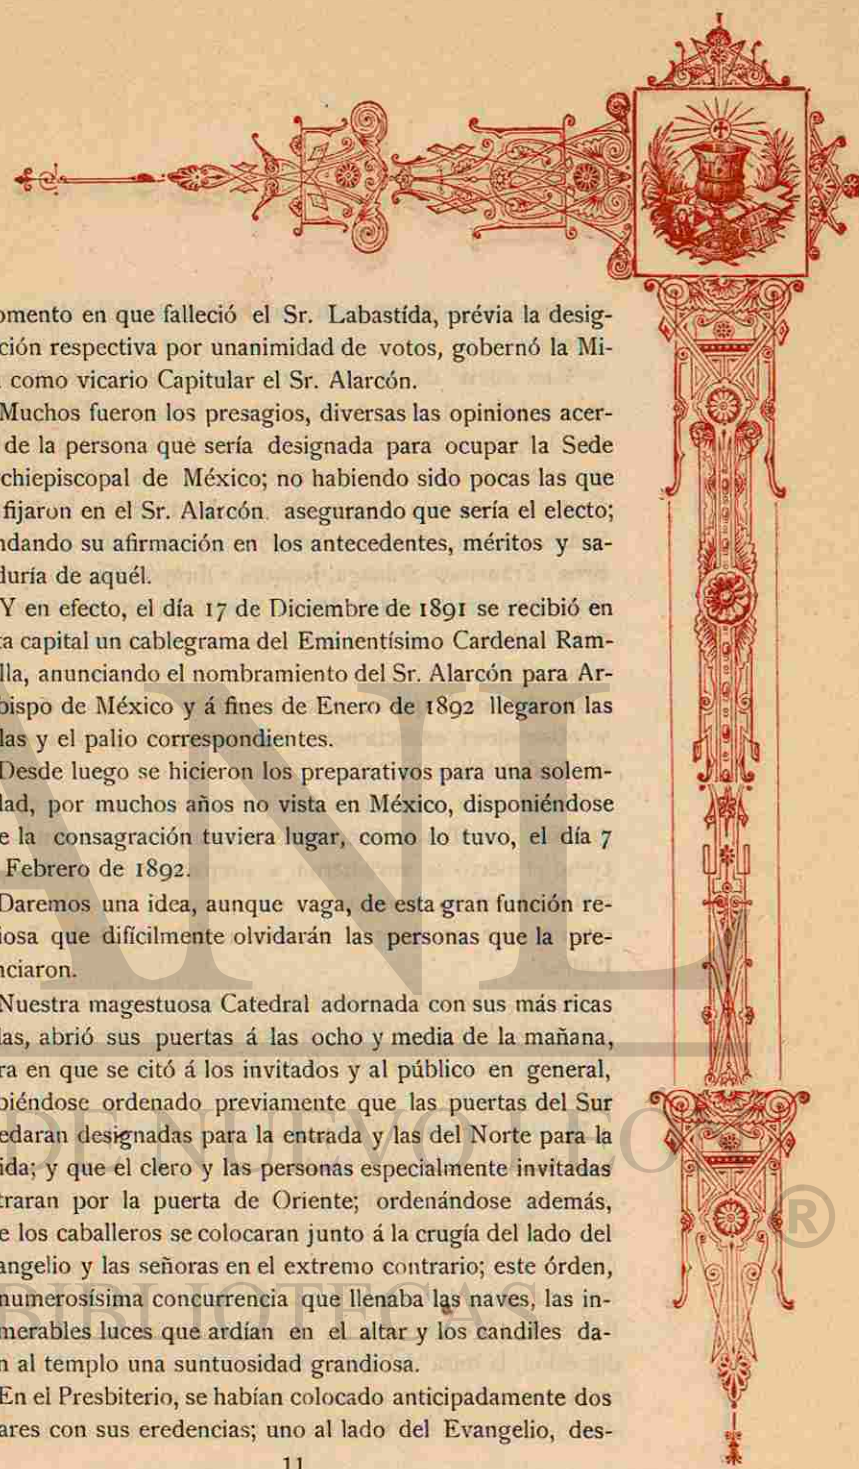 omento en que falleció el Sr. Labastída, prévia la desig-
ción respectiva por unanimidad de votos, gobernó la Mi-
como vicario Capitular el Sr. Alarcón.
Muchos fueron los presagios, diversas las opiniones acer-
de la persona que sería designada para ocupar la Sede
chiepiscopal de México; no habiendo sido pocas las que
fijaron en el Sr. Alarcón. asegurando que sería el electo;
ndando su afirmación en los antecedentes, méritos y sa-
duría de aquél.
Y en efecto, el día 17 de Diciembre de 1891 se recibió en
ta capital un cablegrama del Eminentísimo Cardenal Ram-
lla, anunciando el nombramiento del Sr. Alarcón para Ar-
bispo de México y á fines de Enero de 1892 llegaron las
las y el palio correspondientes.
Desde luego se hicieron los preparativos para una solem-
dad, por muchos años no vista en México, disponiéndose
e la consagración tuviera lugar, como lo tuvo, el día 7
Febrero de 1892.
Daremos una idea, aunque vaga, de esta gran función re-
iosa que difícilmente olvidarán las personas que la pre-
nciaron.
Nuestra magestuosa Catedral adornada con sus más ricas
las, abrió sus puertas á las ocho y media de la mañana,
ra en que se citó á los invitados y al público en general,
biéndose ordenado previamente que las puertas del Sur
edaran designadas para la entrada y las del Norte para la
ida; y que el clero y las personas especialmente invitadas
traran por la puerta de Oriente; ordenándose además,
e los caballeros se colocaran junto á la crugía del lado del
angelio y las señoras en el extremo contrario; este órden,
numerosísima concurrencia que llenaba las naves, las in-
merables luces que ardían en el altar y los candiles da-
n al templo una suntuosidad grandiosa.
En el Presbiterio, se habían colocado anticipadamente dos
ares con sus eredencias; uno al lado del Evangelio, des-
11
ANL
DE NUEVO LEÓ
®
BIBLIOTECAS